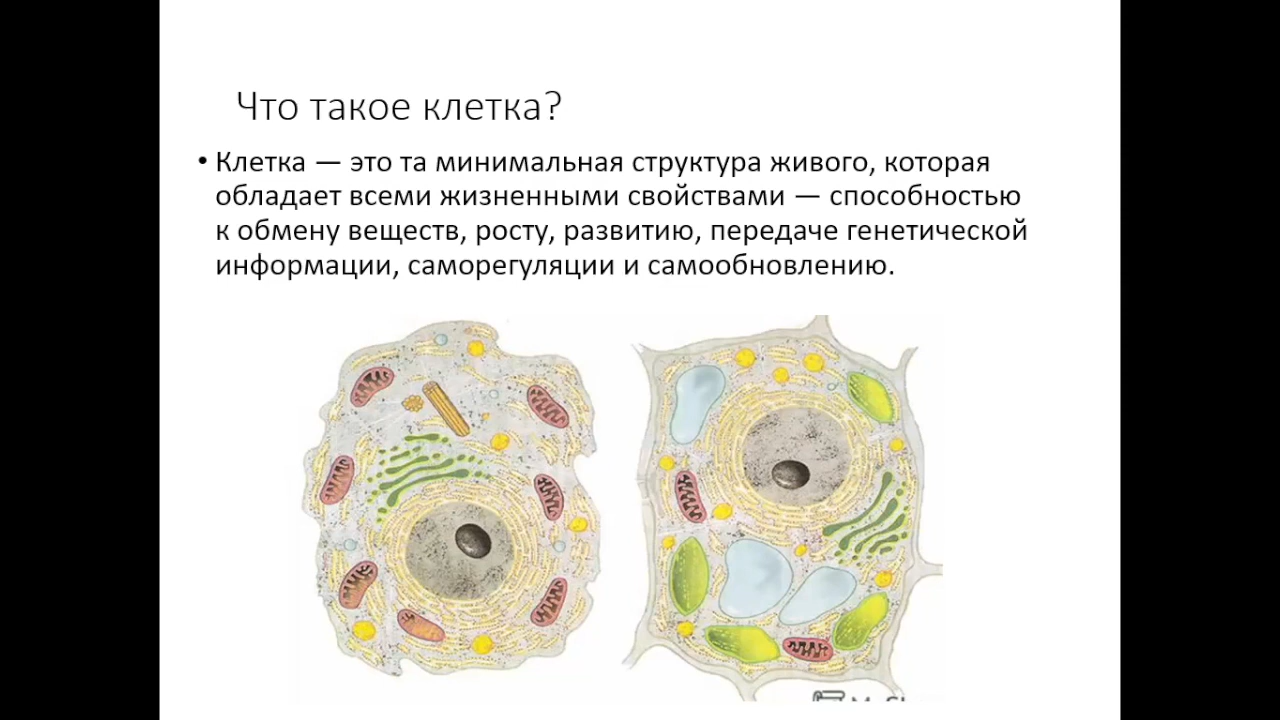 Что такое клетка?
• Клетка — это та минимальная структура живого, которая
обладает всеми жизненными свойствами — способностью
к обмену веществ, росту, развитию, передаче генетической
информации, саморегуляции и самообновлению.